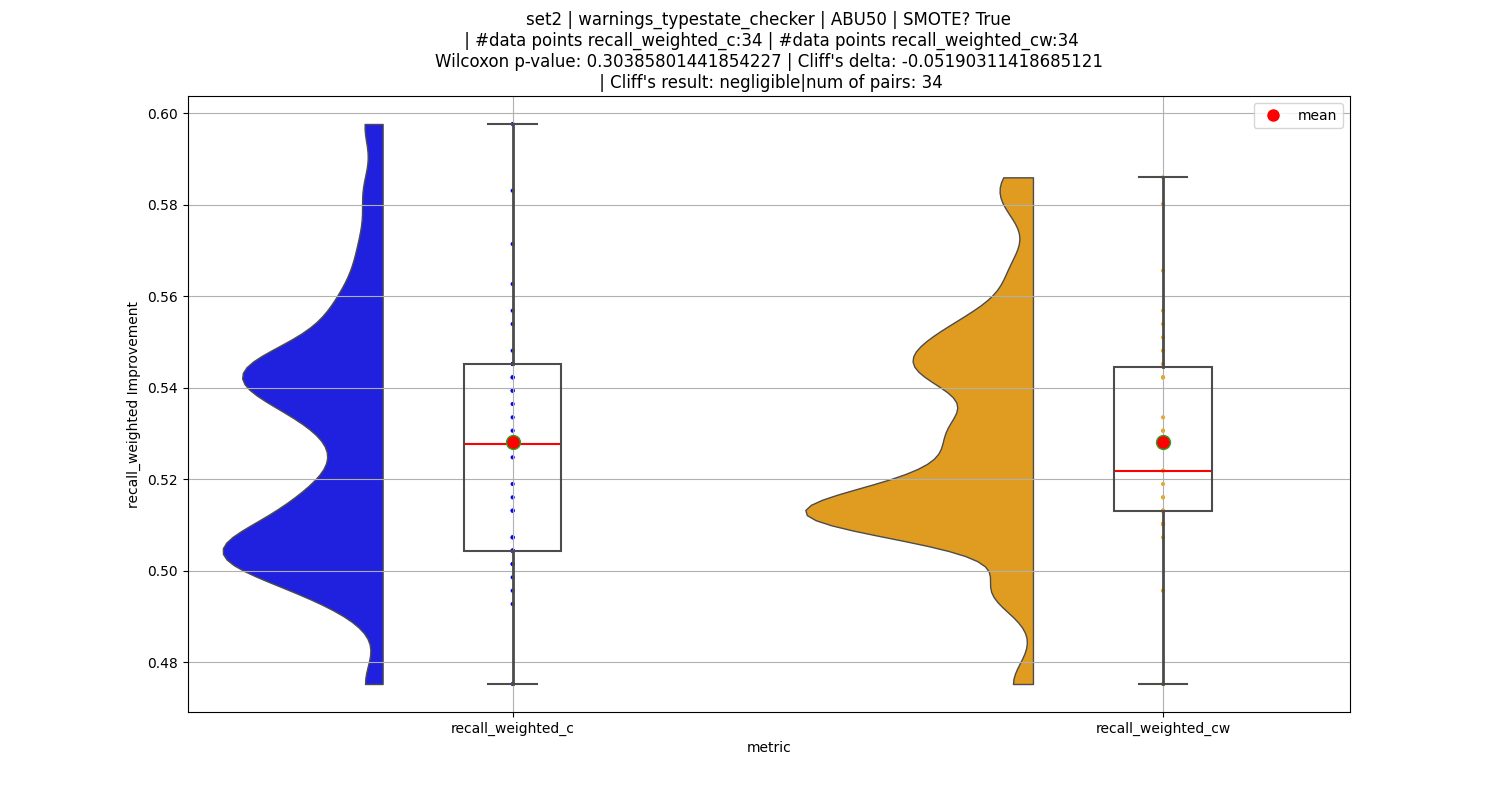 set2 | warnings_typestate_checker | ABU50 | SMOTE? True
| #data points recall_weighted_c:34 | #data points recall_weighted_cw:34
Wilcoxon p-value: 0.30385801441854227 | Cliff's delta: -0.05190311418685121
| Cliff's result: negligible|num of pairs: 34
mean
0.60
0.58
0.56
0.54
0.52
0.50
0.48
recall_weighted Improvement
recall_weighted_c
recall_weighted_cw
metric